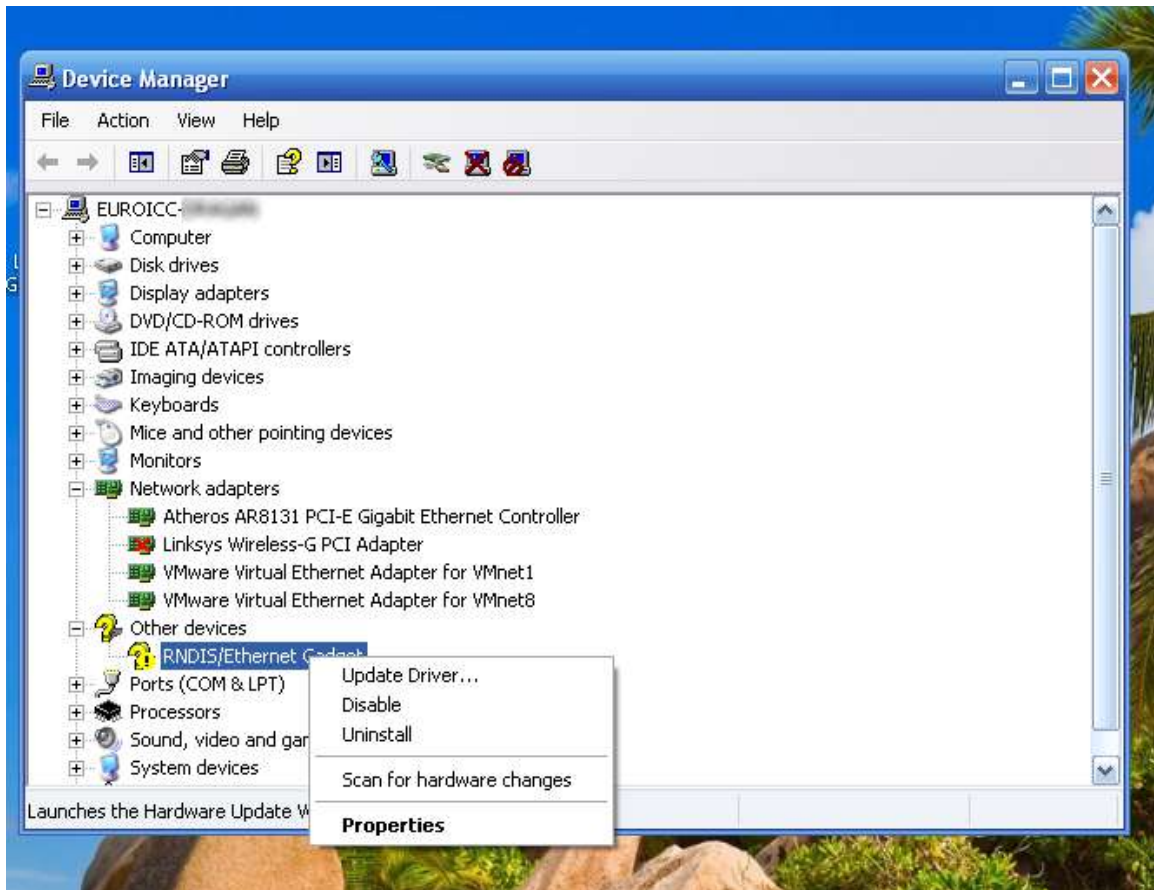 Device Manager
File Action View Help
EUROICC-
Computer
Disk drives
Display adapters
DVD/CD-ROM drives
IDE ATA/ATAPI controllers
Imaging devices
Keyboards
Mice and other pointing devices
Monitors
Network adapters
Atheros AR8131 PCI-E Gigabit Ethernet Controller
Linksys Wireless-G PCI Adapter
VMware Virtual Ethernet Adapter for VMnet1
VMware Virtual Ethernet Adapter for VMnet8
Other devices
RNDIS/Ethernet Gadget
Ports (COM & LPT)
Processors
Sound, video and gar
System devices
Update Driver...
Disable
Uninstall
Scan for hardware changes
Properties
Launches the Hardware Update W